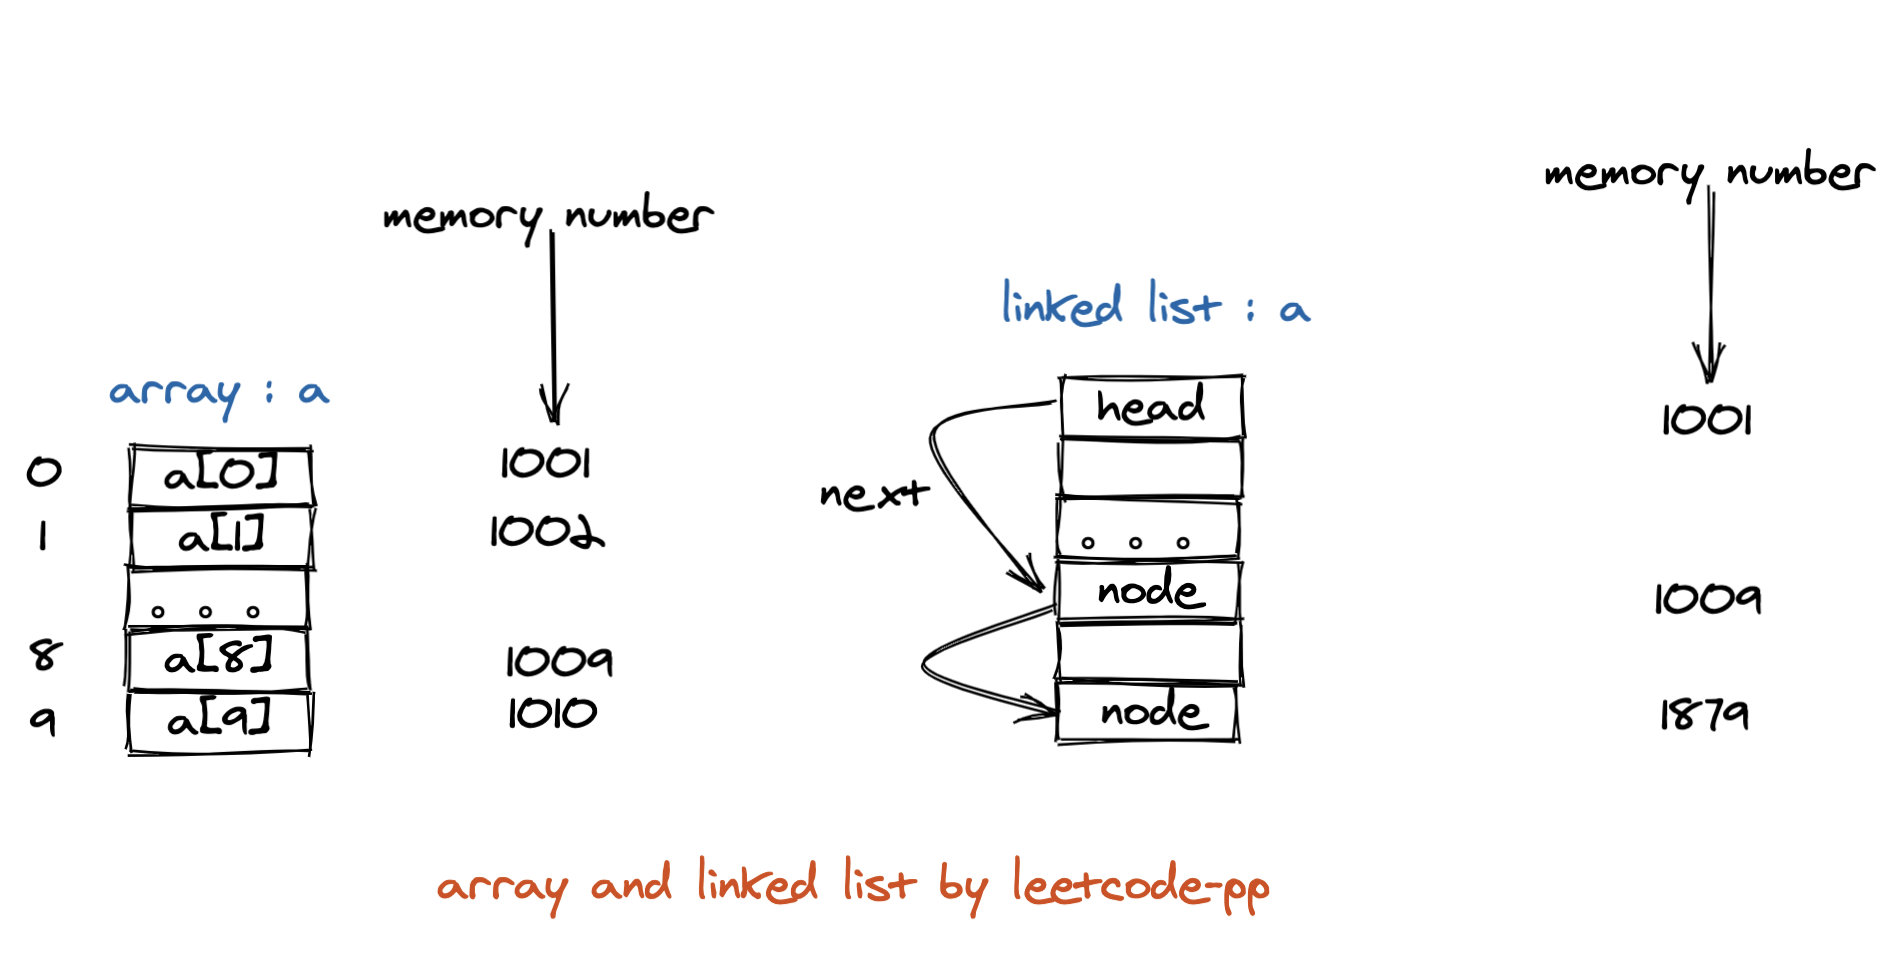 memory number
array : a
0 a[0] 1001
1 a[1] 1002
8 a[8] 1009
9 a[9] 1010
memory number
linked list : a
head 1001
next
node 1009
node 1879
array and linked list by leetcode-pp